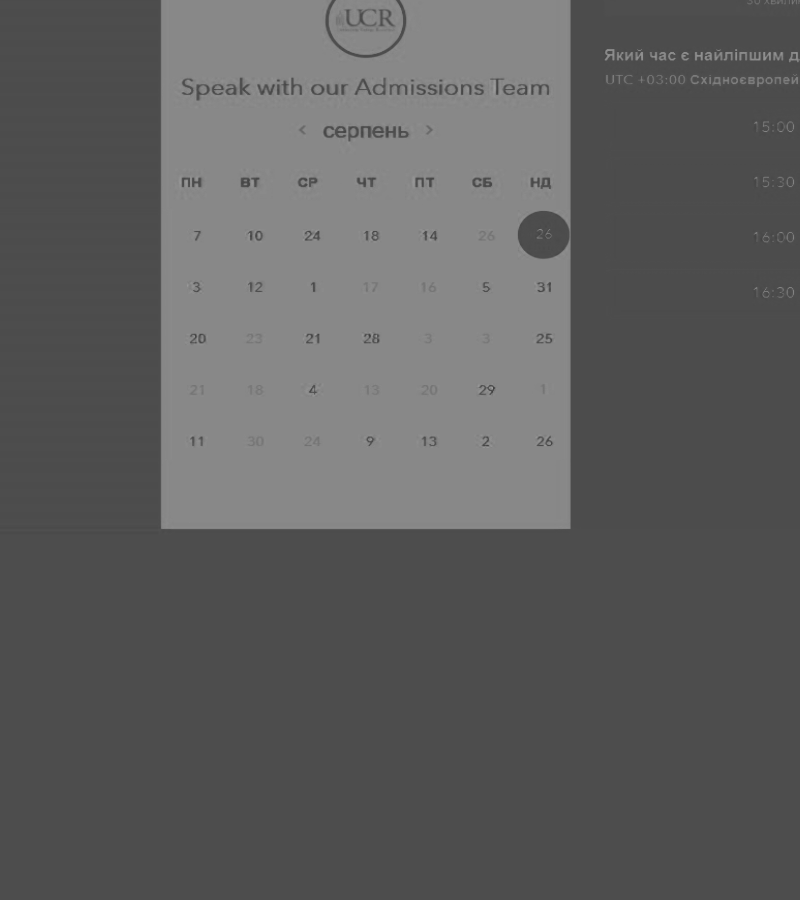 UCR
Speak with our Admissions Team
< серпень >
ПН ВТ СР ЧТ ПТ СБ НД
7 10 24 18 14 26 26
3 12 1 17 16 5 31
20 23 21 28 3 3 25
21 18 4 13 20 29 1
11 30 24 9 13 2 26
Який час є найліпшим д
UTC +03:00 Східноєвропей
15:00
15:30
16:00
16:30